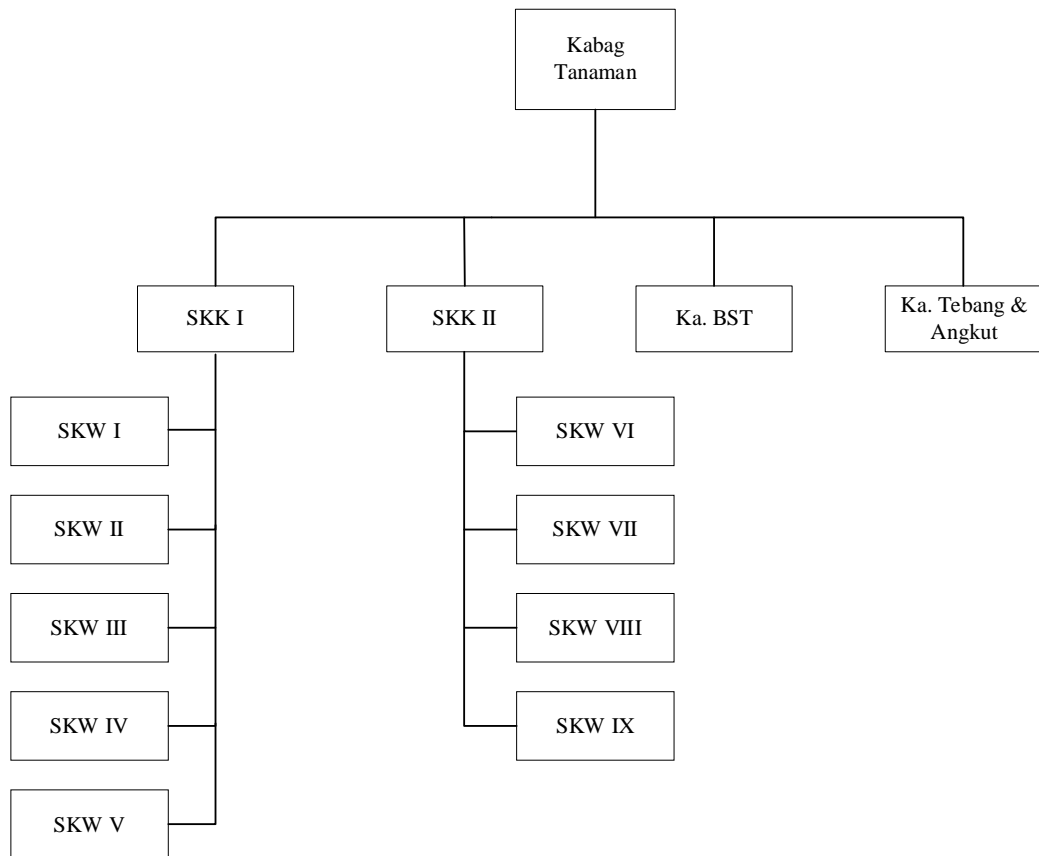 Kabag
Tanaman
SKK I
SKK II
Ka. BST
Ka. Tebang &
Angkut
SKW I
SKW II
SKW III
SKW IV
SKW V
SKW VI
SKW VII
SKW VIII
SKW IX